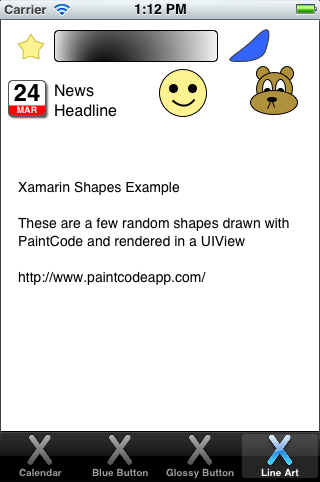 Carrier 1:12 PM
24
MAR
News
Headline
Xamarin Shapes Example
These are a few random shapes drawn with
PaintCode and rendered in a UIView
http://www.paintcodeapp.com/
Calendar Blue Button Glossy Button Line Art